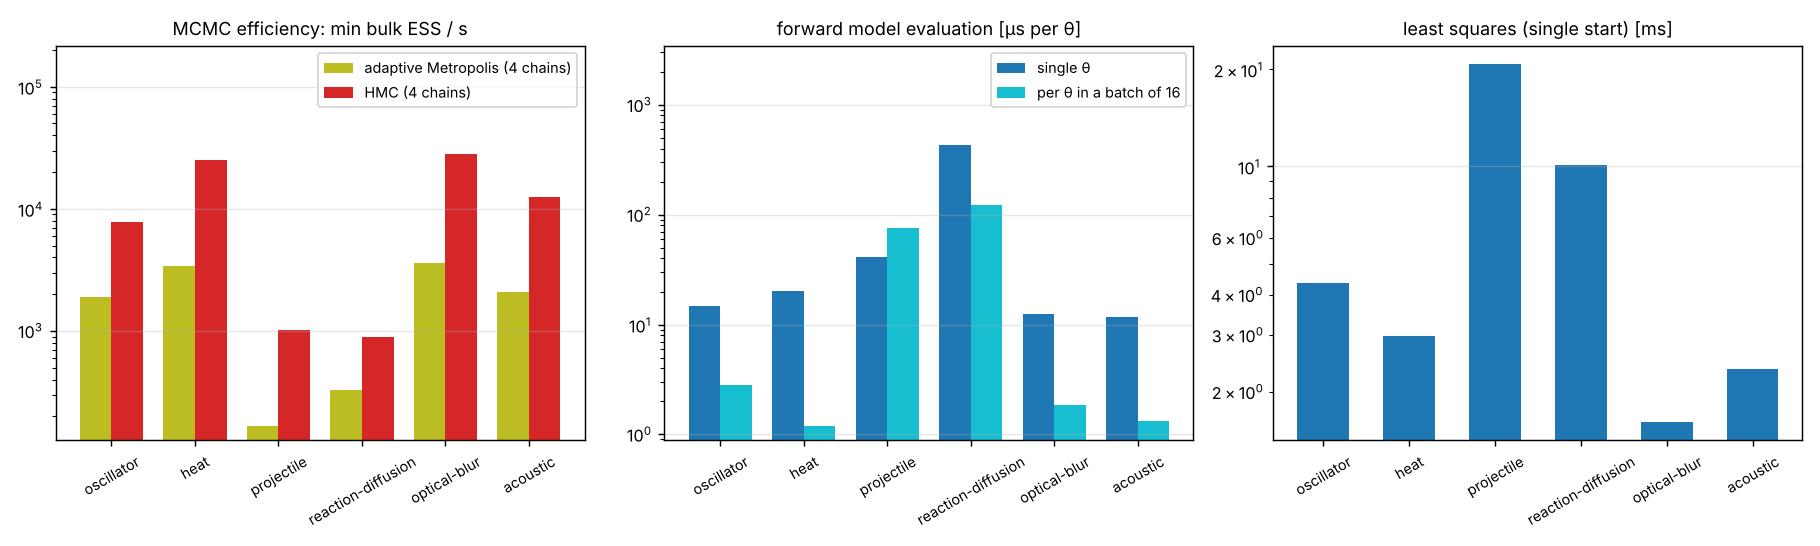 MCMC efficiency: min bulk ESS / s
adaptive Metropolis (4 chains)
HMC (4 chains)
10⁵
10⁴
10³
oscillator
heat
projectile
reaction-diffusion
optical-blur
acoustic
forward model evaluation [µs per θ]
single θ
per θ in a batch of 16
10³
10²
10¹
10⁰
oscillator
heat
projectile
reaction-diffusion
optical-blur
acoustic
least squares (single start) [ms]
2 × 10¹
10¹
6 × 10⁰
4 × 10⁰
3 × 10⁰
2 × 10⁰
oscillator
heat
projectile
reaction-diffusion
optical-blur
acoustic